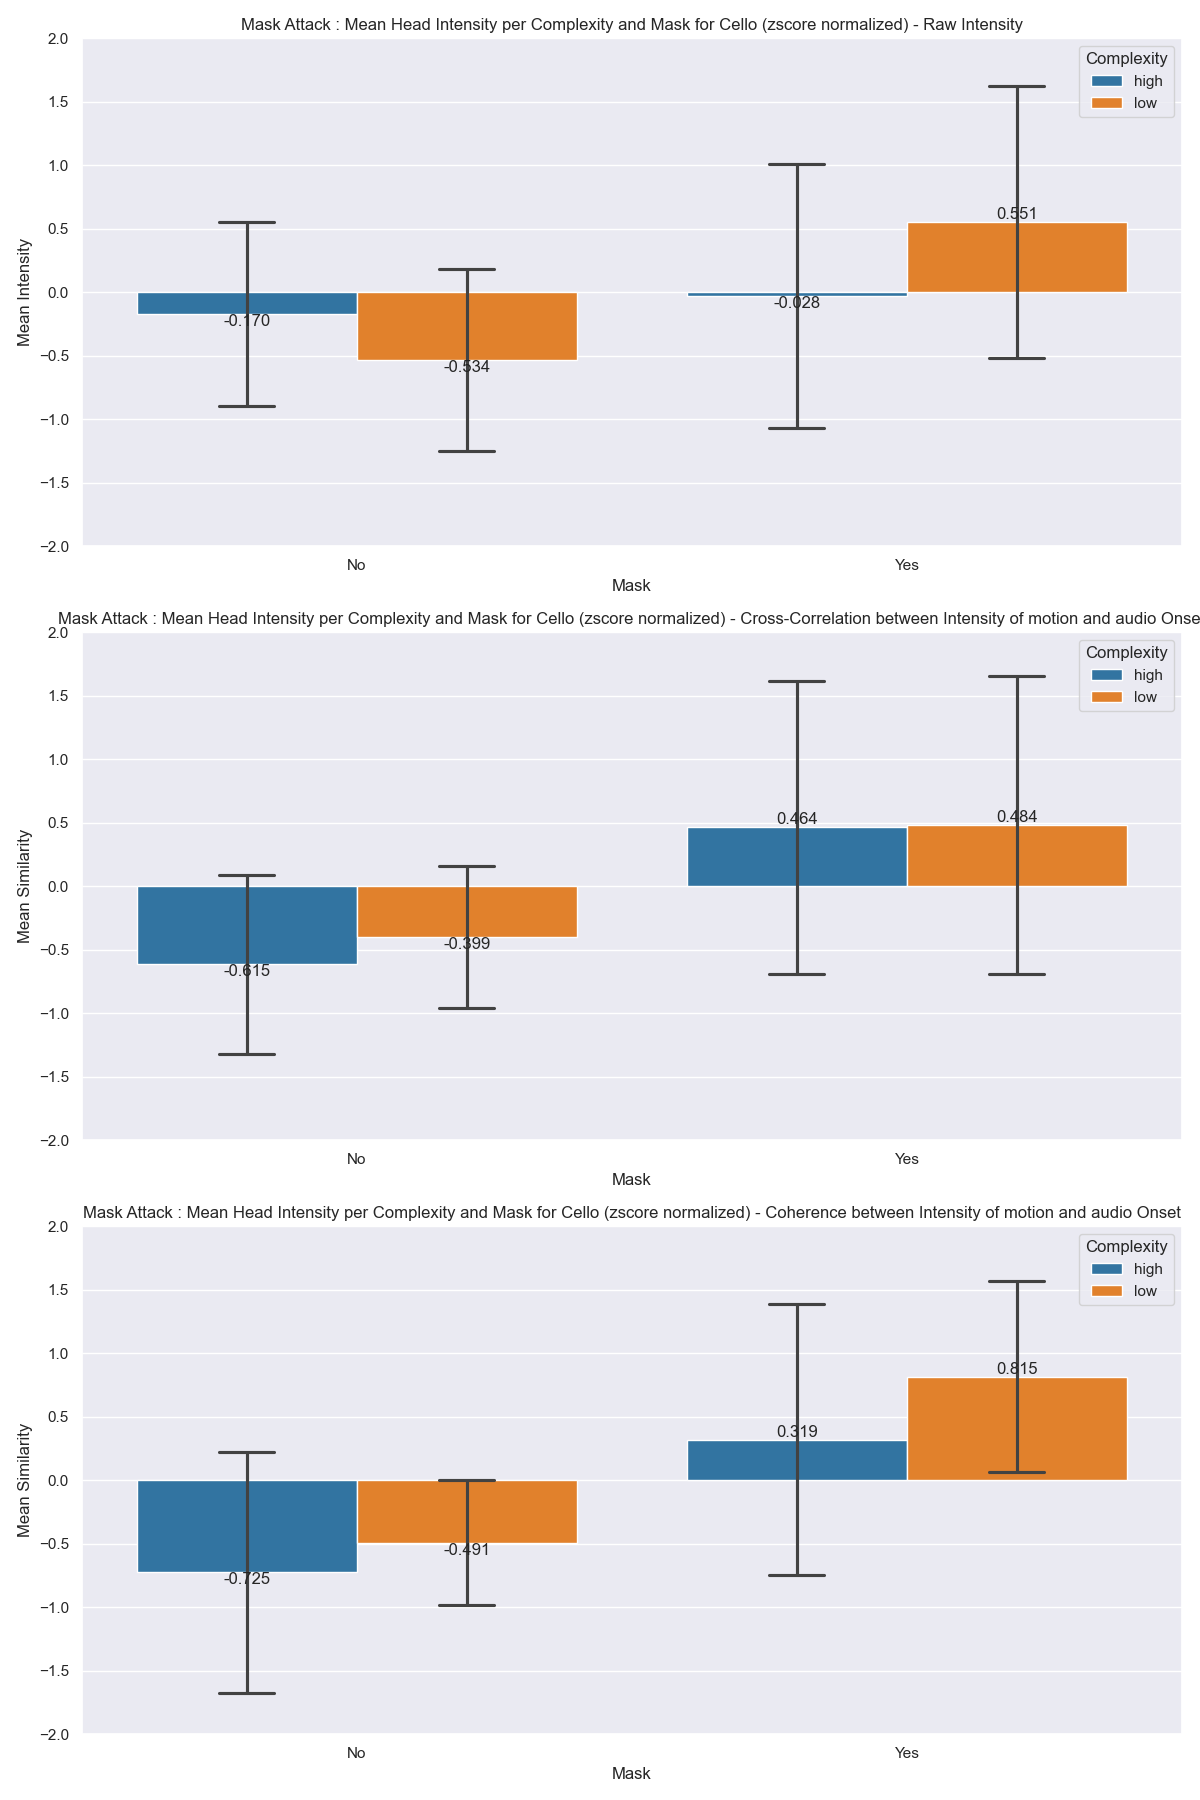 Mask Attack : Mean Head Intensity per Complexity and Mask for Cello (zscore normalized) - Raw Intensity
2.0
1.5
1.0
0.5
0.0
−0.5
−1.0
−1.5
−2.0
Mean Intensity
Complexity
high
low
-0.170
-0.534
-0.028
0.551
No
Yes
Mask
Mask Attack : Mean Head Intensity per Complexity and Mask for Cello (zscore normalized) - Cross-Correlation between Intensity of motion and audio Onse
2.0
1.5
1.0
0.5
0.0
−0.5
−1.0
−1.5
−2.0
Mean Similarity
Complexity
high
low
-0.615
-0.399
0.464
0.484
No
Yes
Mask
Mask Attack : Mean Head Intensity per Complexity and Mask for Cello (zscore normalized) - Coherence between Intensity of motion and audio Onset
2.0
1.5
1.0
0.5
0.0
−0.5
−1.0
−1.5
−2.0
Mean Similarity
Complexity
high
low
-0.725
-0.491
0.319
0.815
No
Yes
Mask